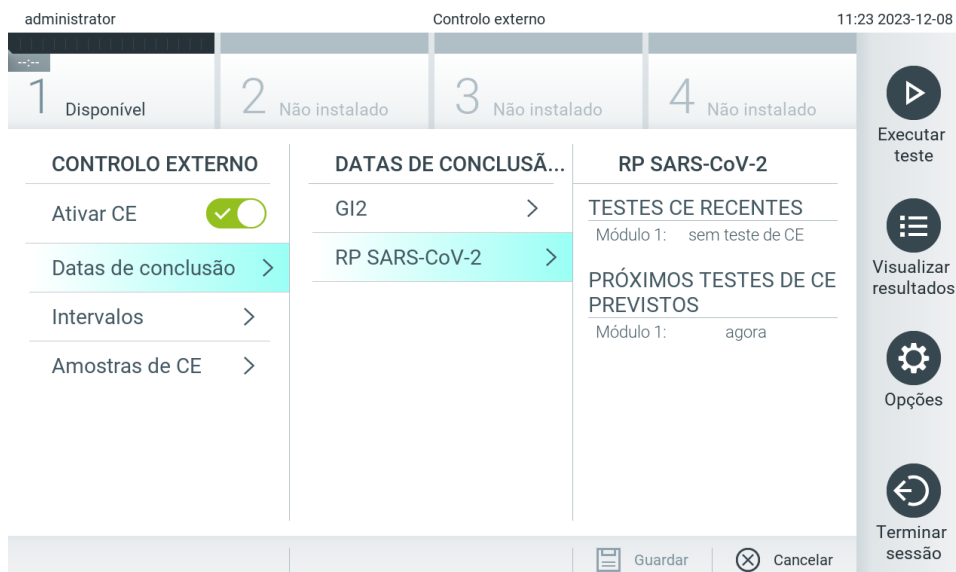 administrator
Controlo externo
11:23 2023-12-08
--:--
1 Disponível
2 Não instalado
3 Não instalado
4 Não instalado
CONTROLO EXTERNO
Ativar CE
Datas de conclusão
Intervalos
Amostras de CE
DATAS DE CONCLUSÃ...
GI2
RP SARS-CoV-2
RP SARS-CoV-2
TESTES CE RECENTES
Módulo 1: sem teste de CE
PRÓXIMOS TESTES DE CE
PREVISTOS
Módulo 1: agora
Executar
teste
Visualizar
resultados
Opções
Terminar
sessão
Guardar
Cancelar